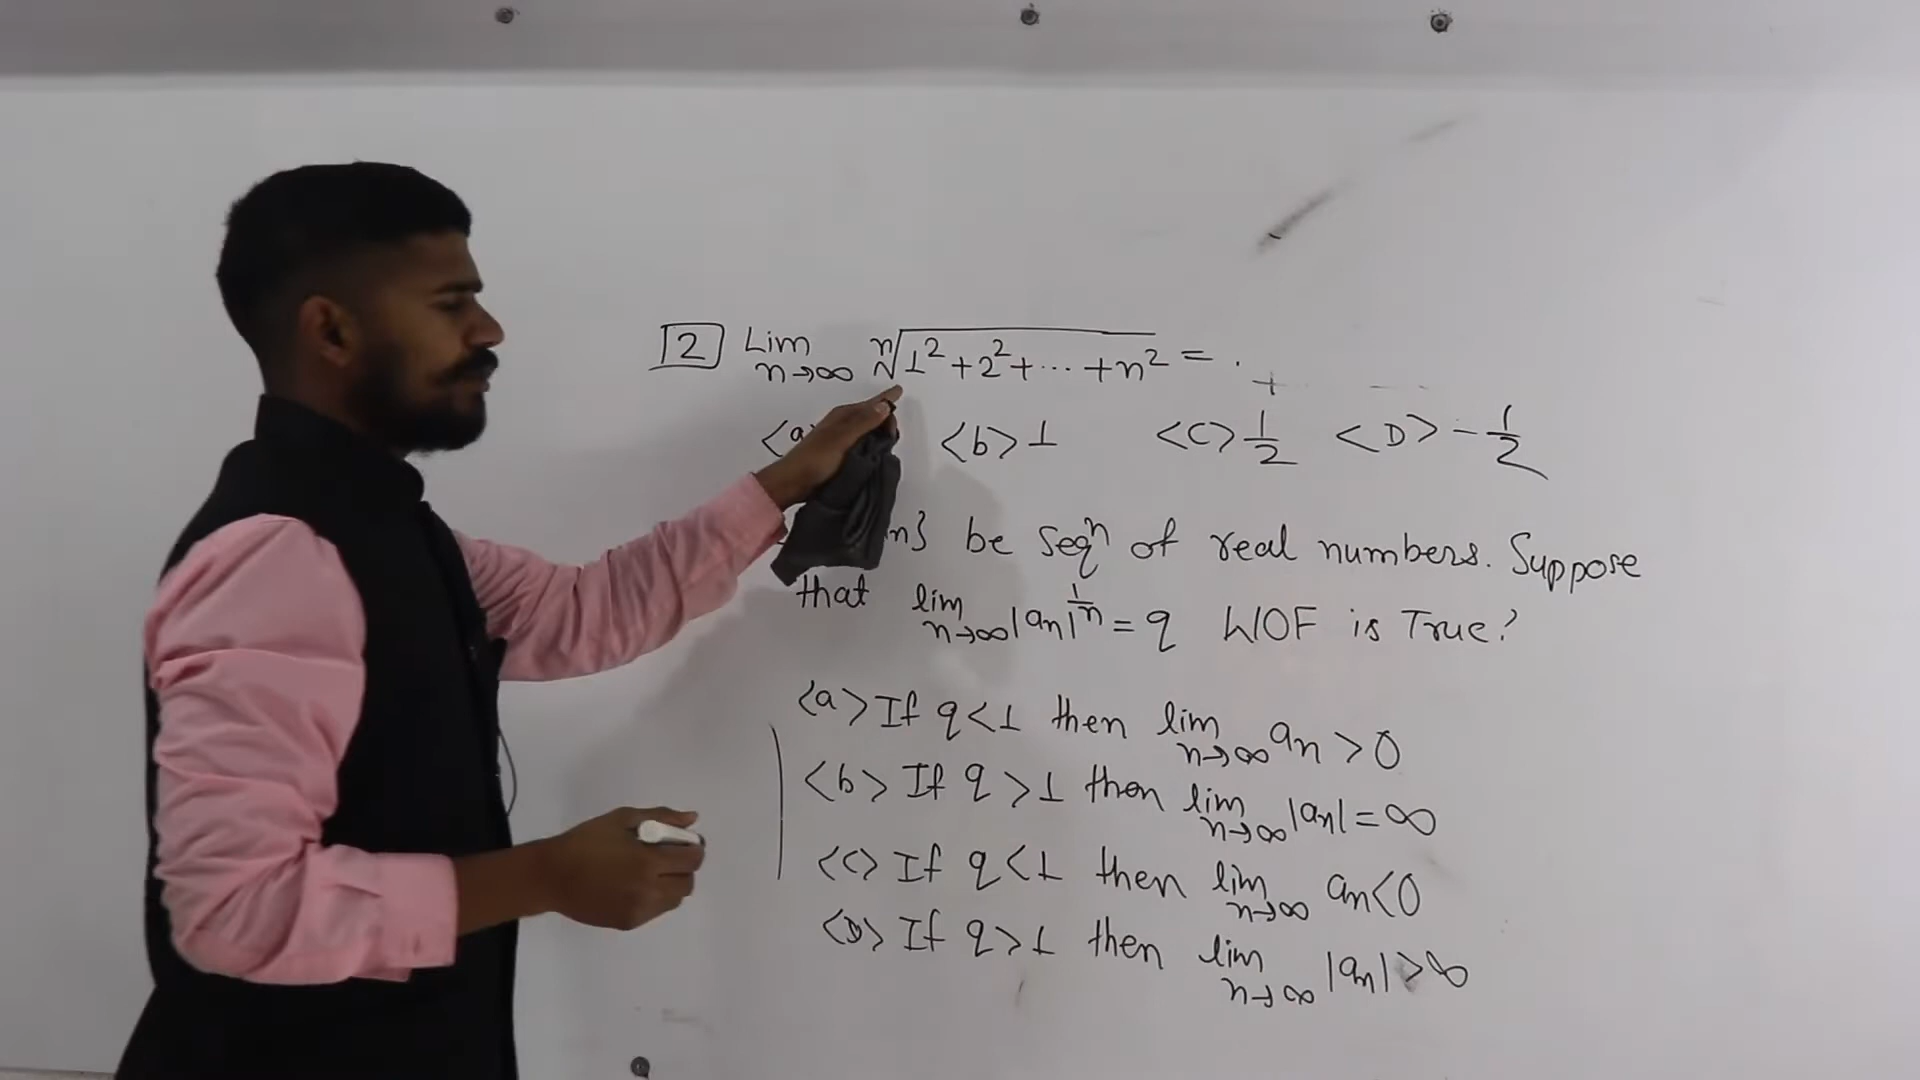 [2] Lim n→∞ ⁿ√1²+2²+···+n² = .
<a> <b> 1 <C> 1/2 <D> -1/2
n} be seqⁿ of real numbers. Suppose
that lim n→∞ |an|^1/n = q WOF is True?
<a> If q<1 then lim n→∞ an > 0
<b> If q>1 then lim n→∞ |an| = ∞
<C> If q<1 then lim n→∞ an < 0
<D> If q>1 then lim n→∞ |an| > ∞